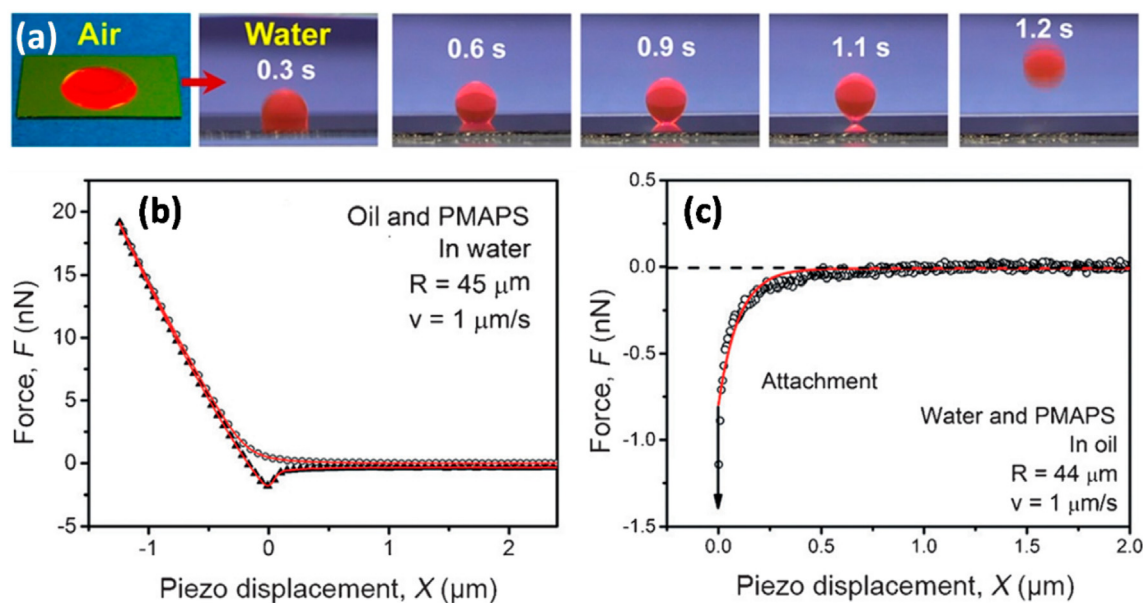 (a) Air
Water
0.3 s
0.6 s
0.9 s
1.1 s
1.2 s
(b)
Oil and PMAPS
In water
R = 45 μm
v = 1 μm/s
20
15
10
5
0
-5
-1
0
1
2
Force, F (nN)
Piezo displacement, X (μm)
(c)
0.5
0.0
-0.5
-1.0
-1.5
Attachment
Water and PMAPS
In oil
R = 44 μm
v = 1 μm/s
0.0
0.5
1.0
1.5
2.0
Force, F (nN)
Piezo displacement, X (μm)